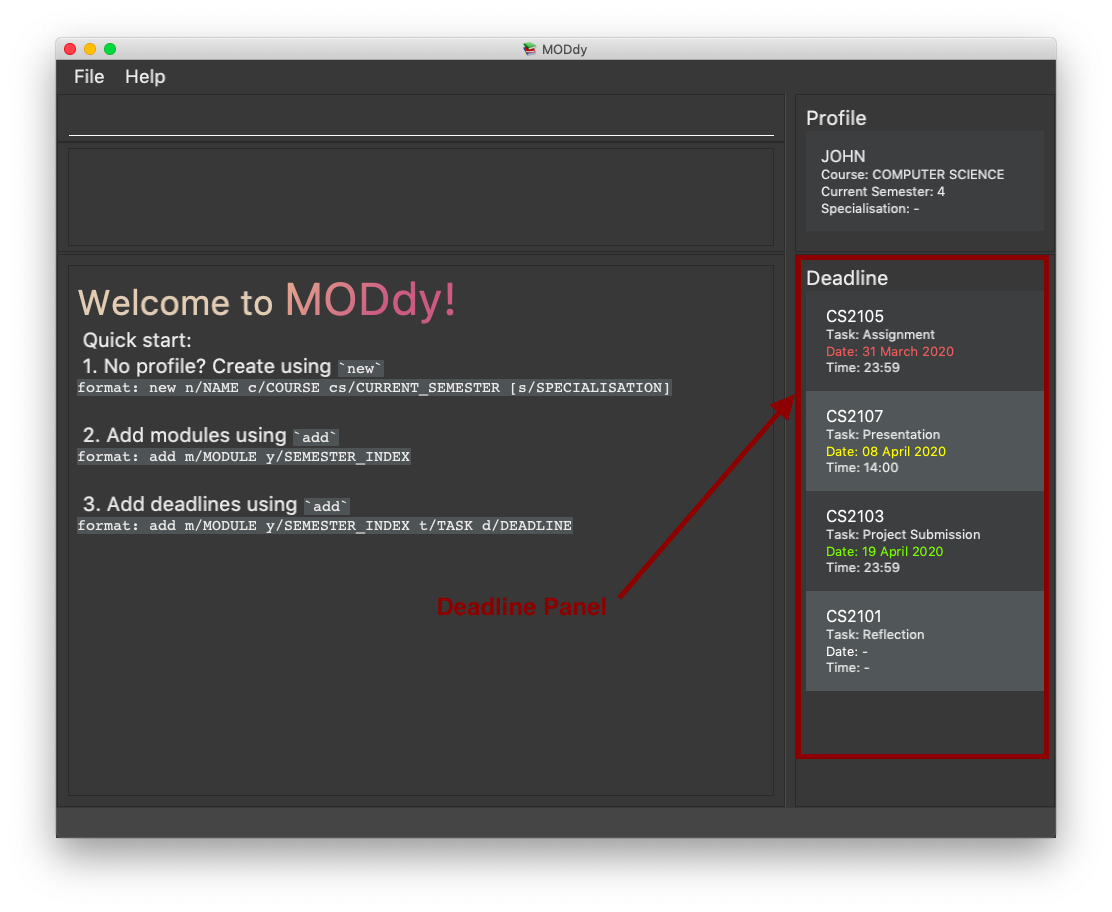 MODdy
File Help
Profile
JOHN
Course: COMPUTER SCIENCE
Current Semester: 4
Specialisation: -
Welcome to MODdy!
Quick start:
1. No profile? Create using `new`
format: new n/NAME c/COURSE cs/CURRENT_SEMESTER [s/SPECIALISATION]
2. Add modules using `add`
format: add m/MODULE y/SEMESTER_INDEX
3. Add deadlines using `add`
format: add m/MODULE y/SEMESTER_INDEX t/TASK d/DEADLINE
Deadline Panel
Deadline
CS2105
Task: Assignment
Date: 31 March 2020
Time: 23:59
CS2107
Task: Presentation
Date: 08 April 2020
Time: 14:00
CS2103
Task: Project Submission
Date: 19 April 2020
Time: 23:59
CS2101
Task: Reflection
Date: -
Time: -